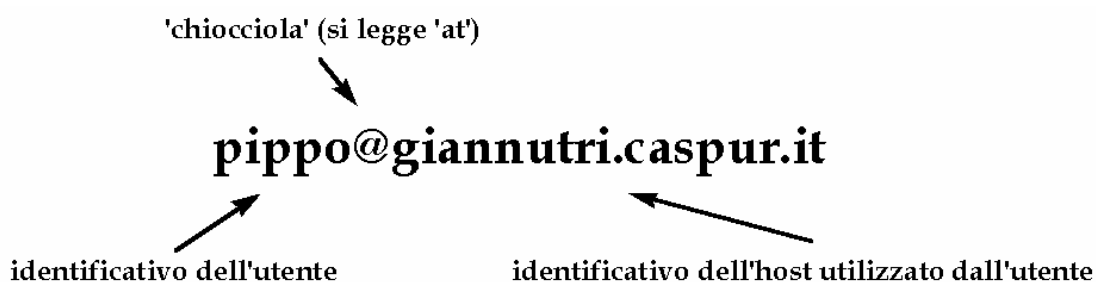 'chiocciola' (si legge 'at')
pippo@giannutri.caspur.it
identificativo dell'utente
identificativo dell'host utilizzato dall'utente